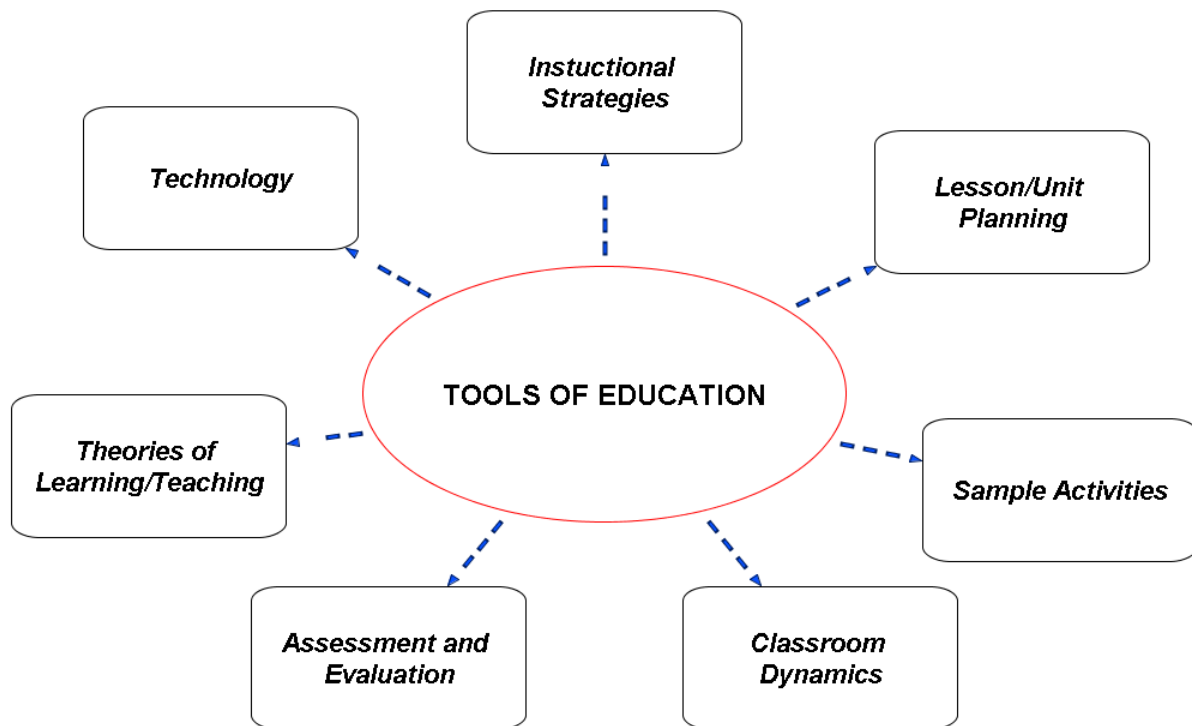 Instuctional
Strategies
Technology
Lesson/Unit
Planning
TOOLS OF EDUCATION
Theories of
Learning/Teaching
Sample Activities
Assessment and
Evaluation
Classroom
Dynamics